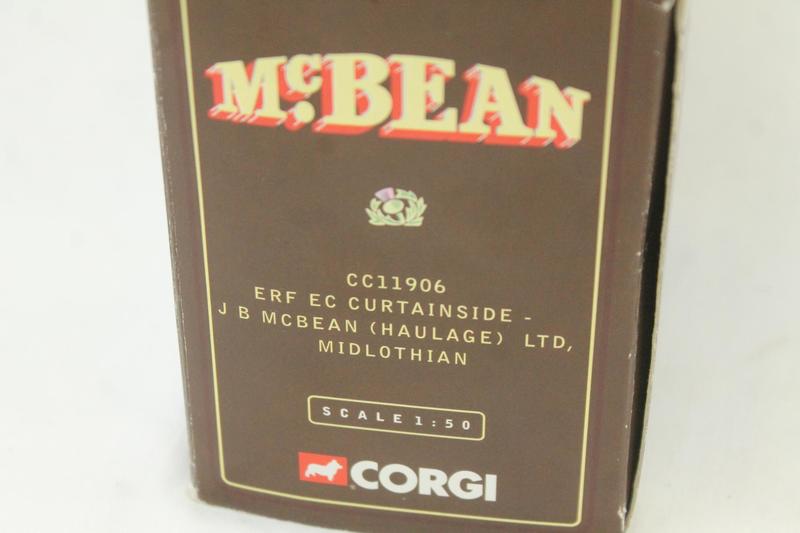 McBEAN
CC11906
ERF EC CURTAINSIDE -
J B MCBEAN (HAULAGE) LTD,
MIDLOTHIAN
SCALE 1:50
CORGI